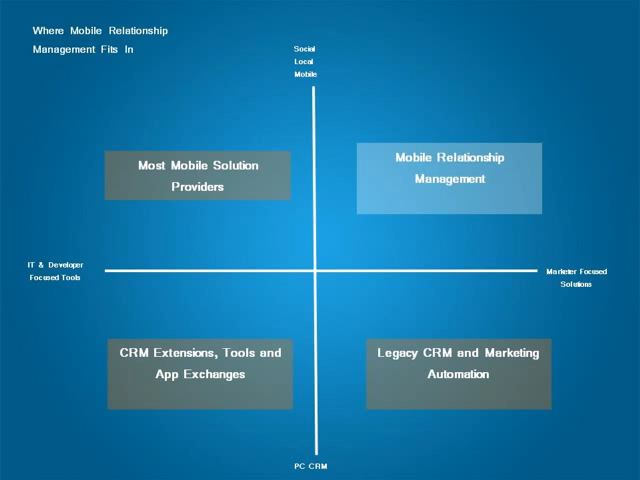 Where Mobile Relationship
Management Fits In
Social
Local
Mobile
Most Mobile Solution
Providers
Mobile Relationship
Management
IT & Developer
Focused Tools
Marketer Focused
Solutions
CRM Extensions, Tools and
App Exchanges
Legacy CRM and Marketing
Automation
PC CRM